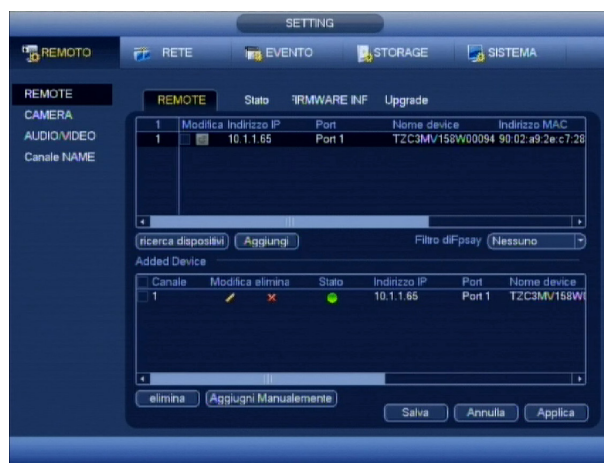 SETTING
REMOTO RETE EVENTO STORAGE SISTEMA
REMOTE
CAMERA
AUDIO/VIDEO
Canale NAME
REMOTE Stato FIRMWARE INF Upgrade
1 Modifica Indirizzo IP Port Nome device Indirizzo MAC
1 10.1.1.65 Port 1 TZC3MV158W00094 90:02:a9:2e:c7:28
ricerca dispositivi Aggiungi Filtro diFpsay Nessuno
Added Device
Canale Modifica elimina Stato Indirizzo IP Port Nome device
1 10.1.1.65 Port 1 TZC3MV158W
elimina Aggiugni Manualemente
Salva Annulla Applica